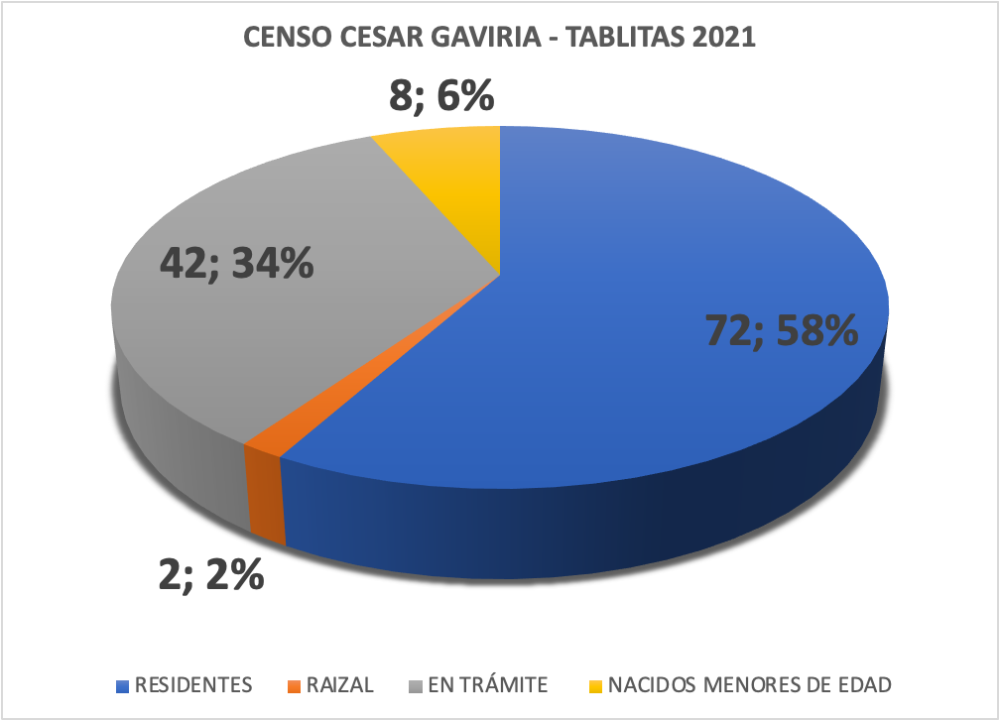 CENSO CESAR GAVIRIA - TABLITAS 2021
8; 6%
42; 34%
72; 58%
2; 2%
RESIDENTES RAIZAL EN TRÁMITE NACIDOS MENORES DE EDAD